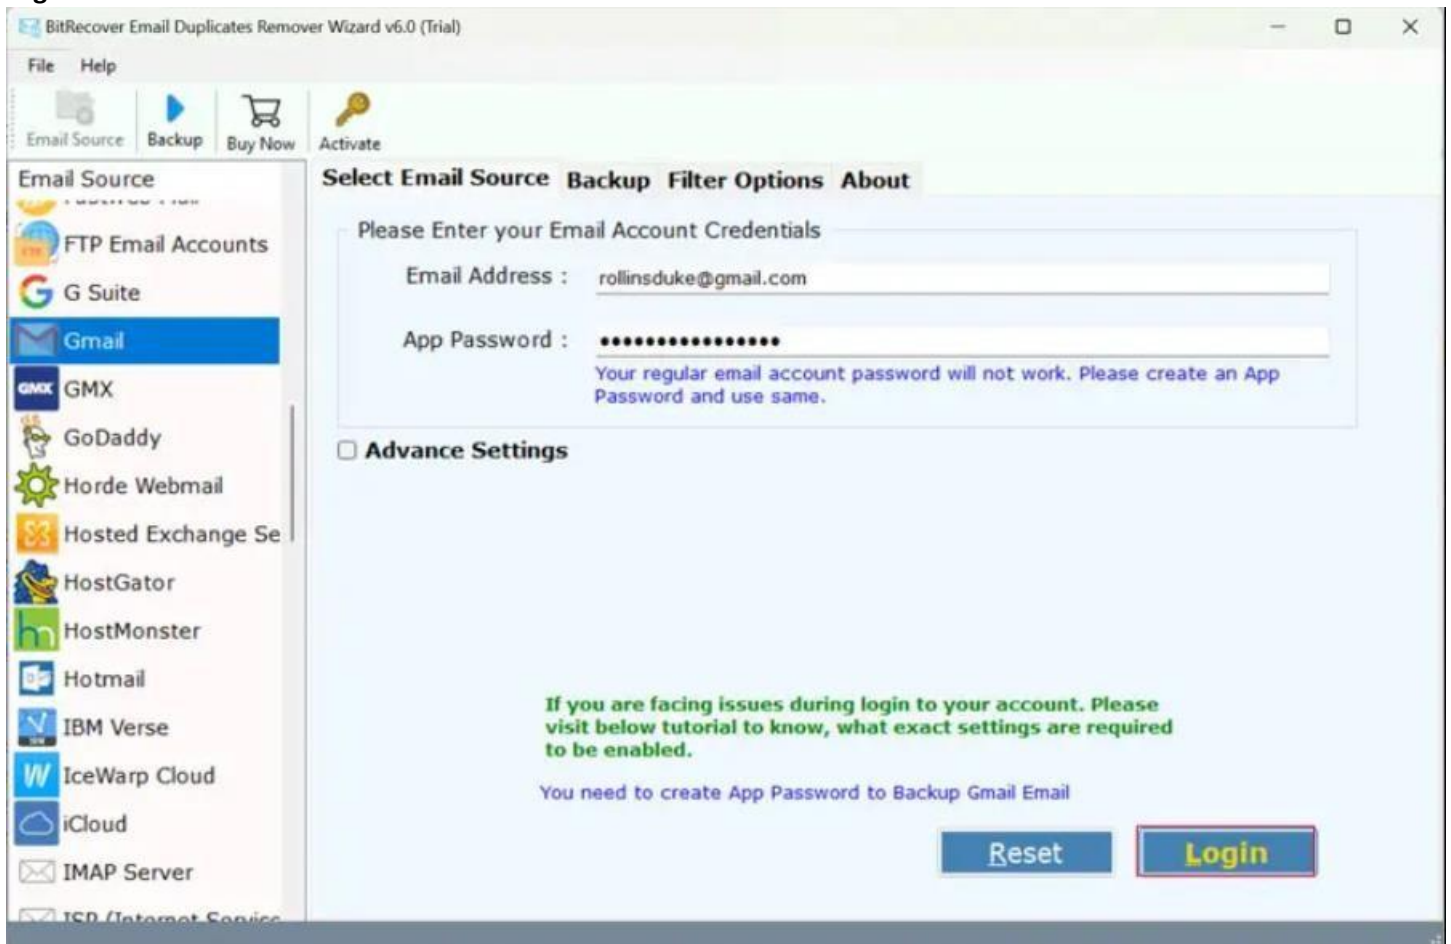 BitRecover Email Duplicates Remover Wizard v6.0 (Trial)
File Help
Email Source Backup Buy Now Activate
Email Source
FTP Email Accounts
G Suite
Gmail
GMX
GoDaddy
Horde Webmail
Hosted Exchange Se
HostGator
HostMonster
Hotmail
IBM Verse
IceWarp Cloud
iCloud
IMAP Server
ISP (Internet Service
Select Email Source Backup Filter Options About
Please Enter your Email Account Credentials
Email Address : rollinsduke@gmail.com
App Password : ••••••••••••••••
Your regular email account password will not work. Please create an App
Password and use same.
Advance Settings
If you are facing issues during login to your account. Please
visit below tutorial to know, what exact settings are required
to be enabled.
You need to create App Password to Backup Gmail Email
Reset Login